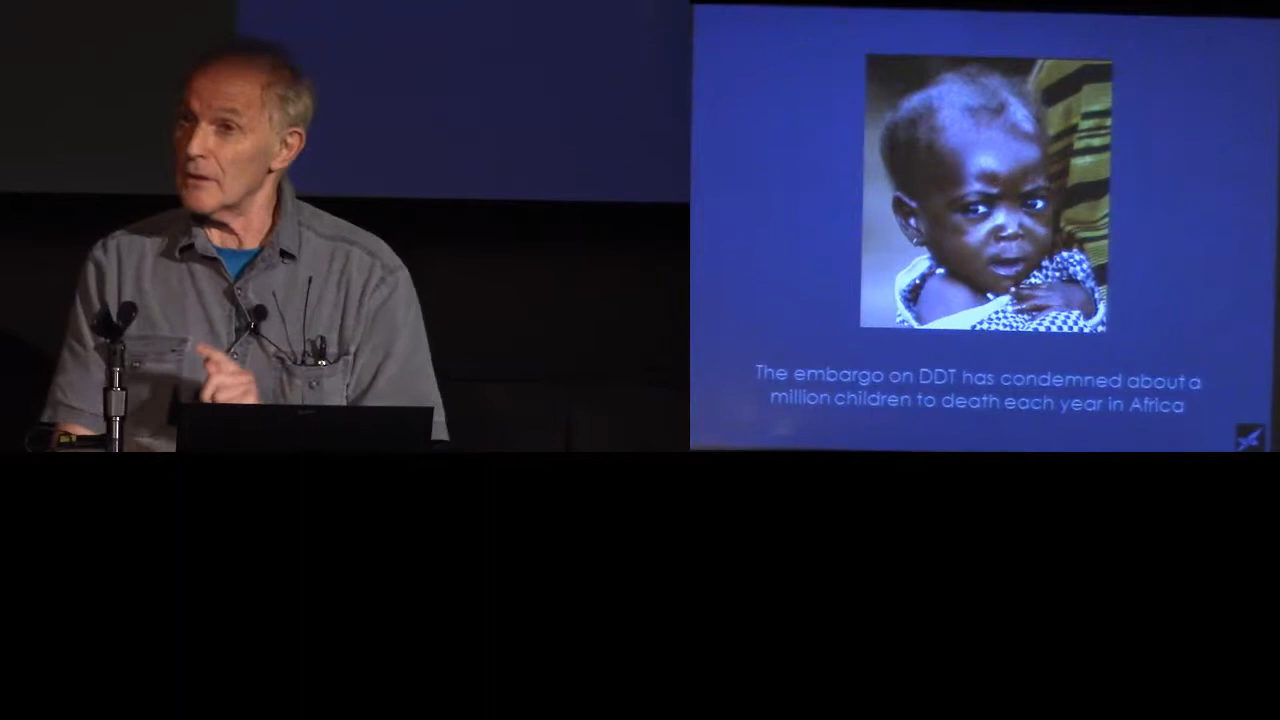 The embargo on DDT has condemned about a
million children to death each year in Africa